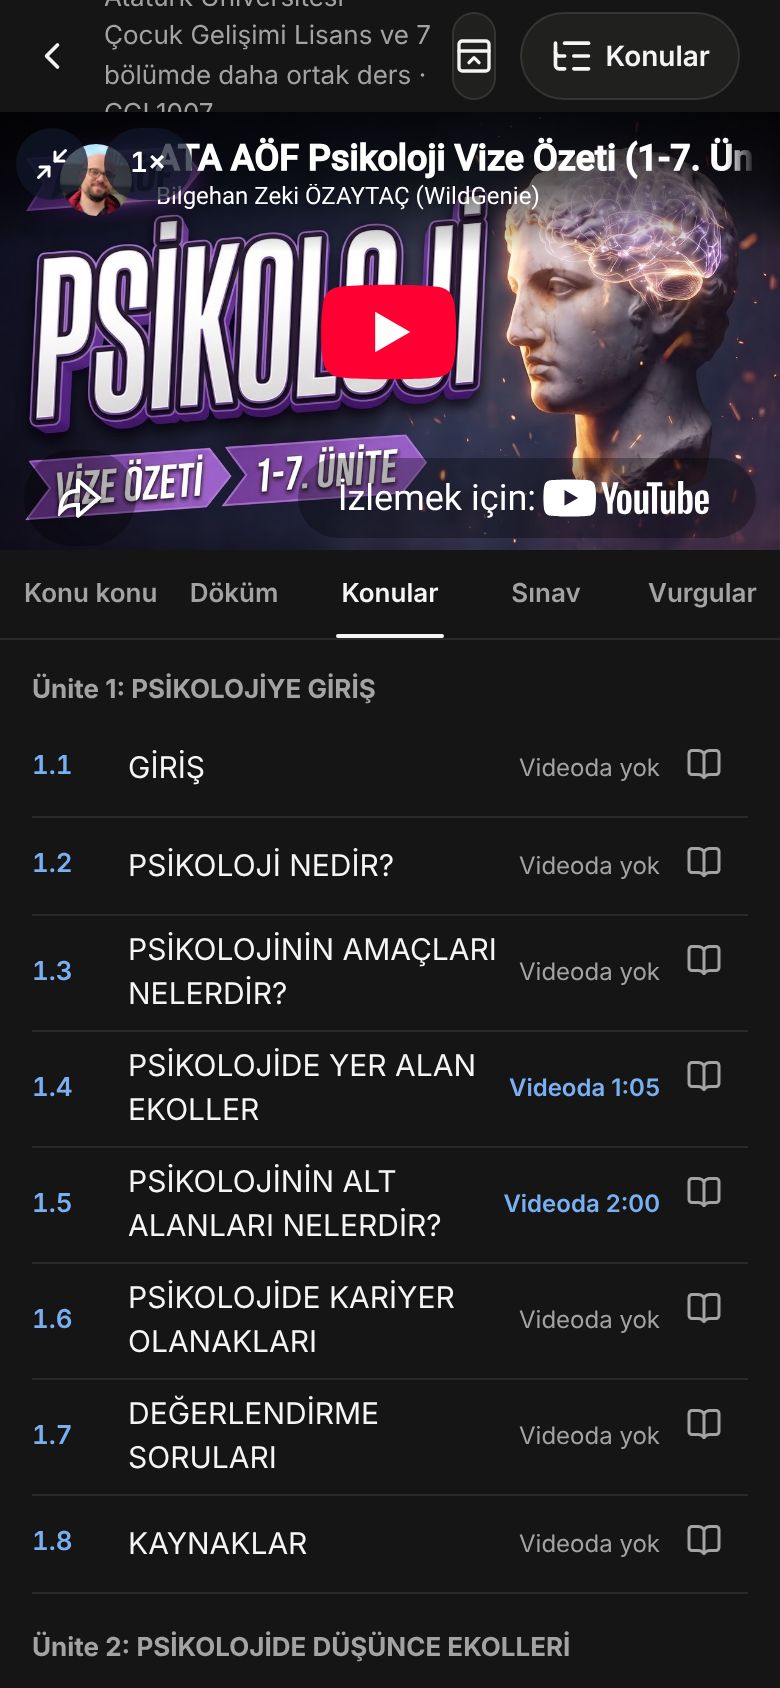 Atatürk Üniversitesi
Çocuk Gelişimi Lisans ve 7
bölümde daha ortak ders ·
Konular
1×
ATA AÖF Psikoloji Vize Özeti (1-7. Ün
Bilgehan Zeki ÖZAYTAÇ (WildGenie)
PSİKOLOJİ
VİZE ÖZETİ
1-7. ÜNİTE
İzlemek için: YouTube
Konu konu
Döküm
Konular
Sınav
Vurgular
Ünite 1: PSİKOLOJİYE GİRİŞ
1.1 GİRİŞ Videoda yok
1.2 PSİKOLOJİ NEDİR? Videoda yok
1.3 PSİKOLOJİNİN AMAÇLARI
NELERDİR? Videoda yok
1.4 PSİKOLOJİDE YER ALAN
EKOLLER Videoda 1:05
1.5 PSİKOLOJİNİN ALT
ALANLARI NELERDİR? Videoda 2:00
1.6 PSİKOLOJİDE KARİYER
OLANAKLARI Videoda yok
1.7 DEĞERLENDİRME
SORULARI Videoda yok
1.8 KAYNAKLAR Videoda yok
Ünite 2: PSİKOLOJİDE DÜŞÜNCE EKOLLERİ